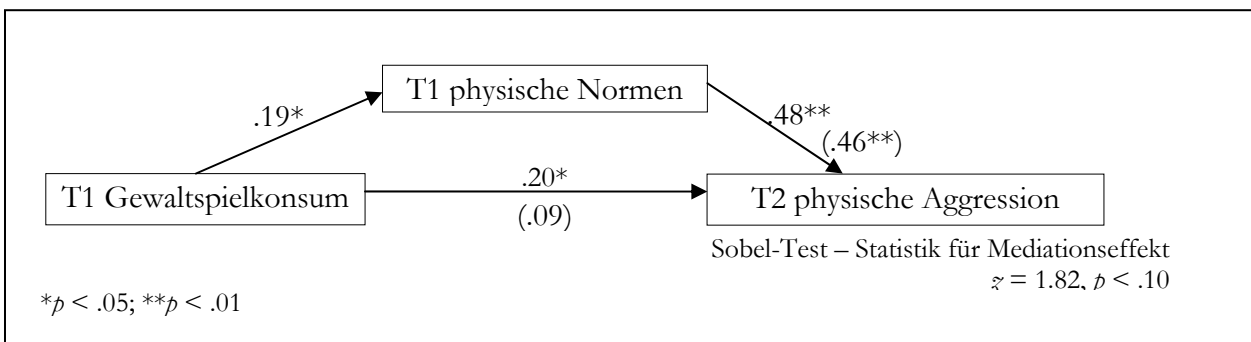 T1 physische Normen
.19*
.48**
(.46**)
T1 Gewaltspielkonsum
.20*
(.09)
T2 physische Aggression
Sobel-Test – Statistik für Mediationseffekt
z = 1.82, p < .10
*p < .05; **p < .01